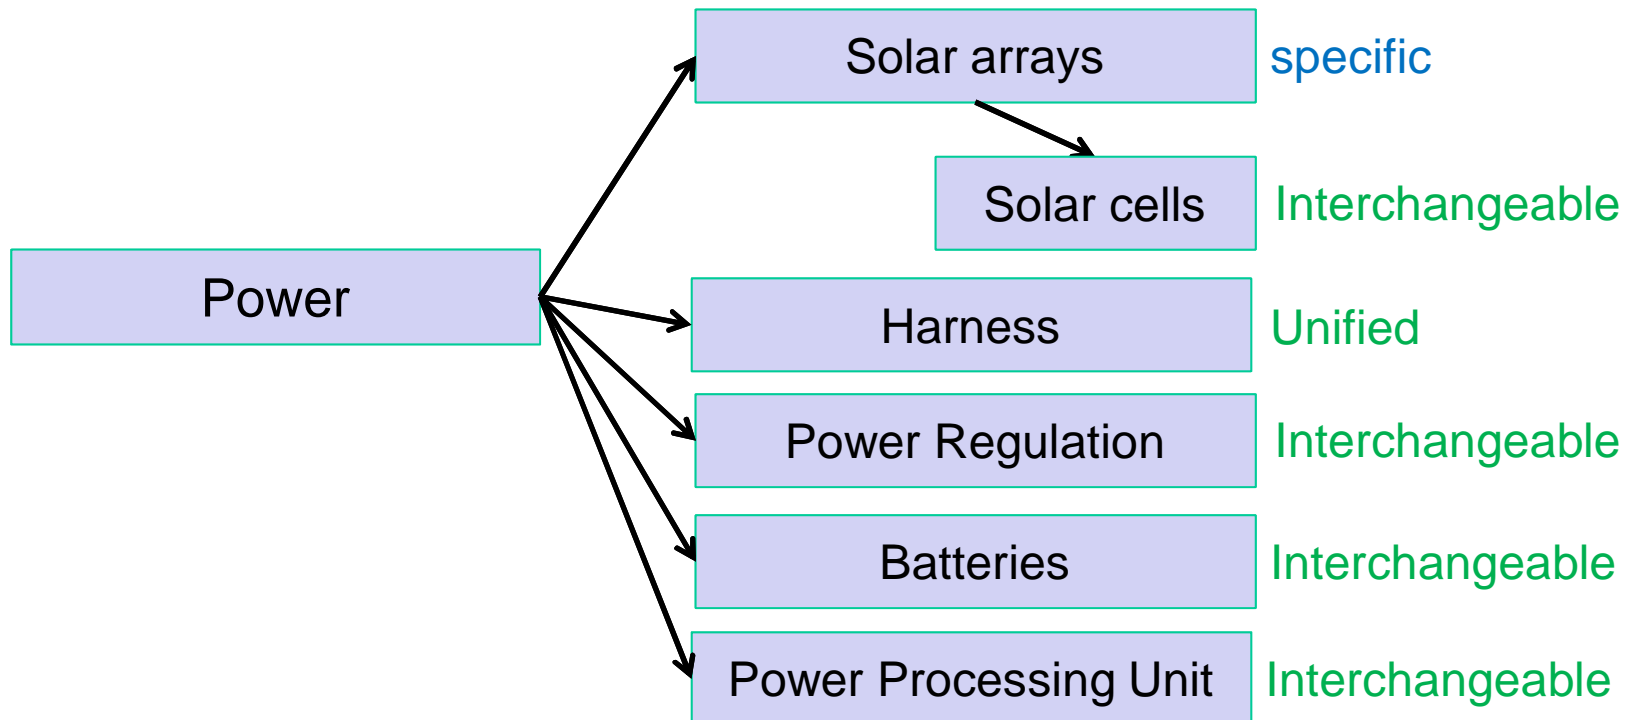 Solar arrays specific
Solar cells Interchangeable
Power
Harness Unified
Power Regulation Interchangeable
Batteries Interchangeable
Power Processing Unit Interchangeable